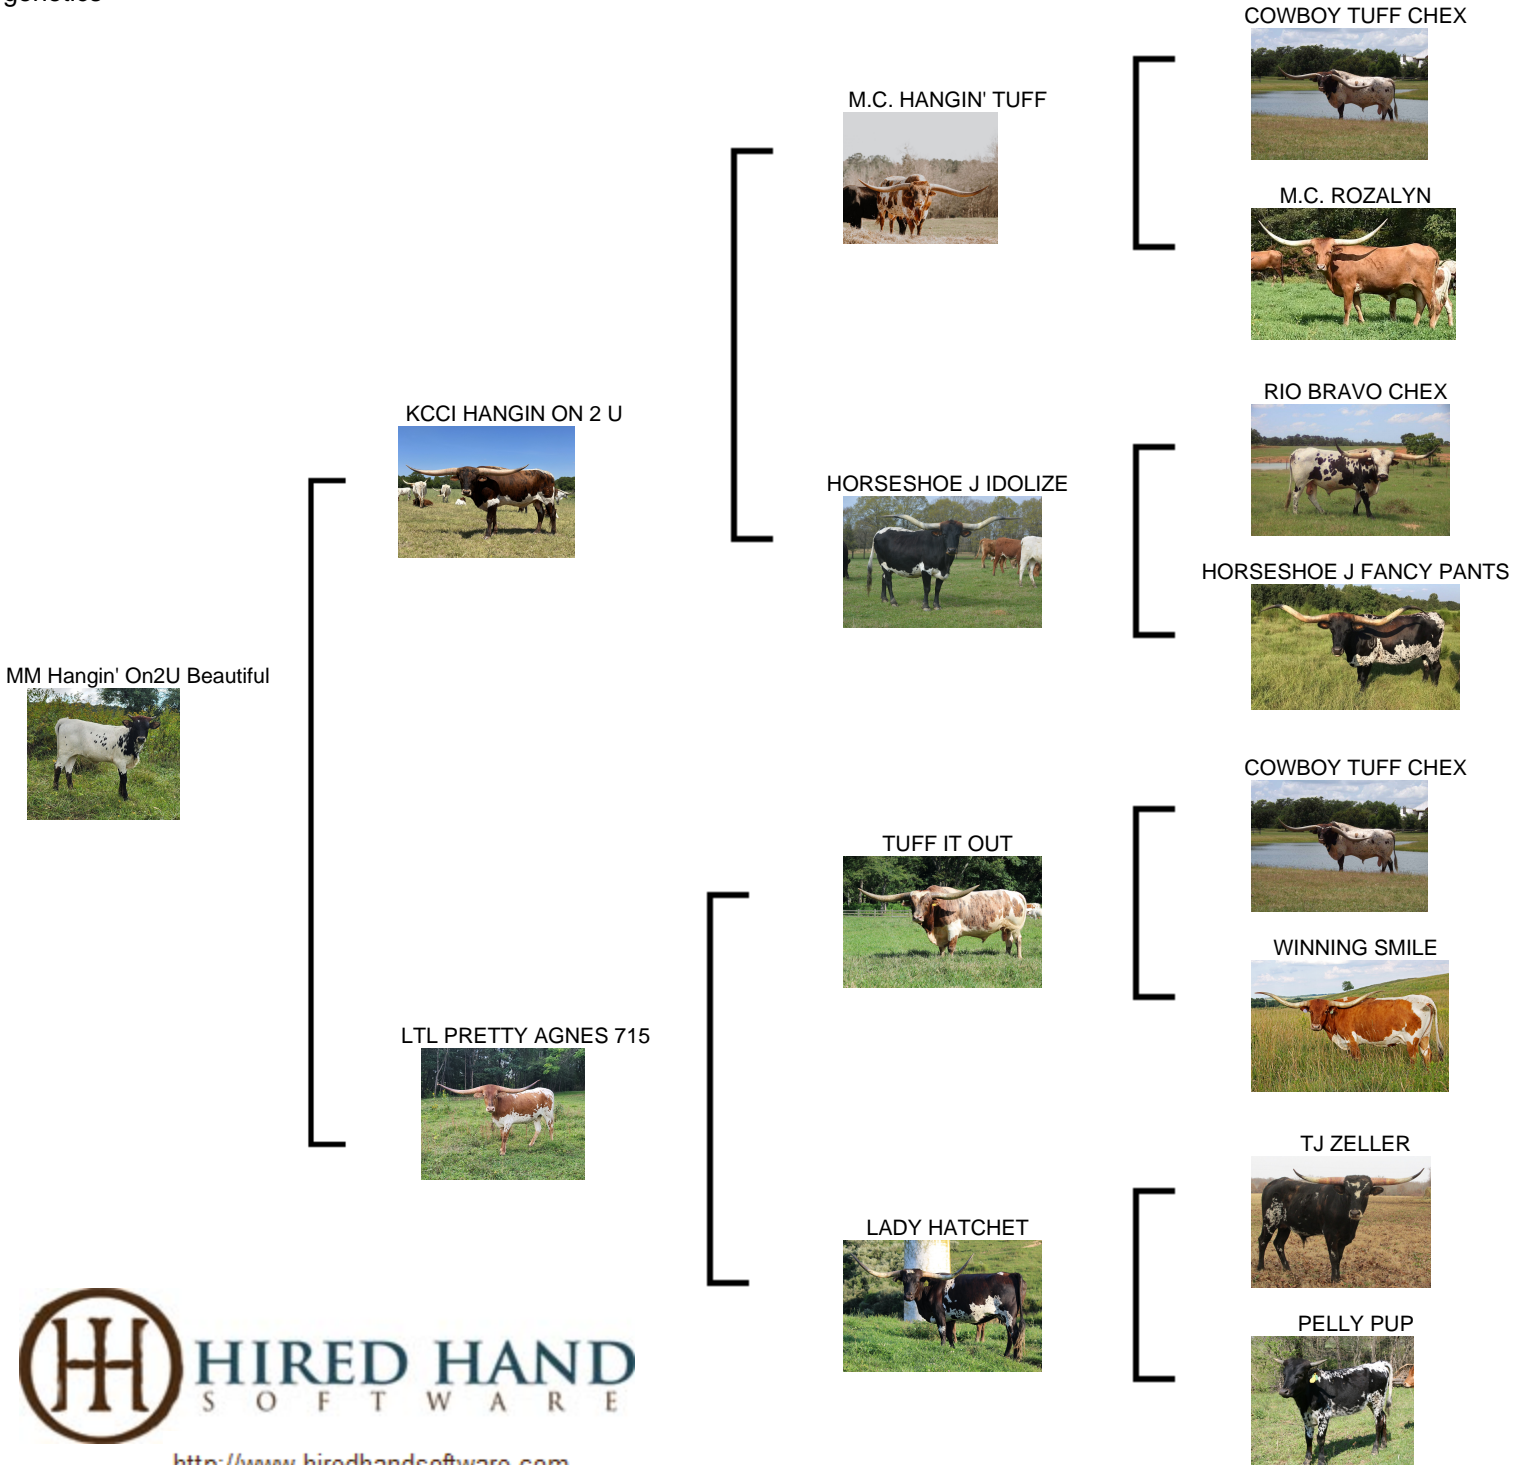 genetics
COWBOY TUFF CHEX
M.C. HANGIN' TUFF
M.C. ROZALYN
RIO BRAVO CHEX
KCCI HANGIN ON 2 U
HORSESHOE J IDOLIZE
HORSESHOE J FANCY PANTS
MM Hangin' On2U Beautiful
COWBOY TUFF CHEX
TUFF IT OUT
WINNING SMILE
LTL PRETTY AGNES 715
TJ ZELLER
LADY HATCHET
PELLY PUP
HIRED HAND
SOFTWARE
http://www.hiredhandsoftware.com